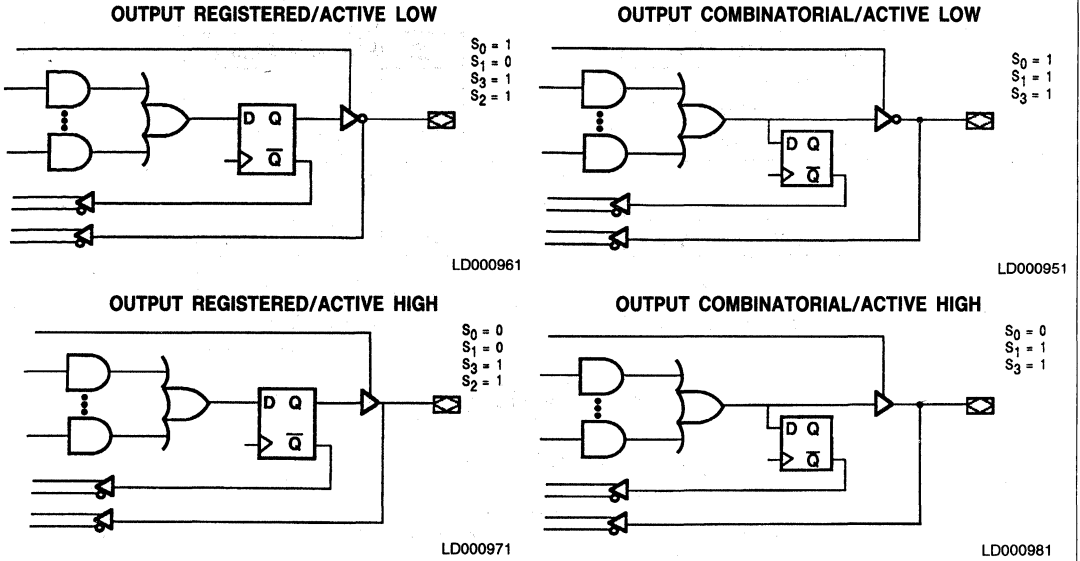 OUTPUT REGISTERED/ACTIVE LOW
S0 = 1
S1 = 0
S3 = 1
S2 = 1
D Q
Q̅
LD000961
OUTPUT COMBINATORIAL/ACTIVE LOW
S0 = 1
S1 = 1
S3 = 1
D Q
Q̅
LD000951
OUTPUT REGISTERED/ACTIVE HIGH
S0 = 0
S1 = 0
S3 = 1
S2 = 1
D Q
Q̅
LD000971
OUTPUT COMBINATORIAL/ACTIVE HIGH
S0 = 0
S1 = 1
S3 = 1
D Q
Q̅
LD000981